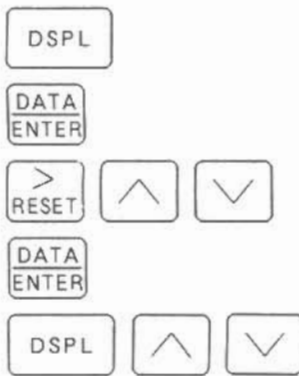 DSPL
DATA
ENTER
>
RESET
DATA
ENTER
DSPL